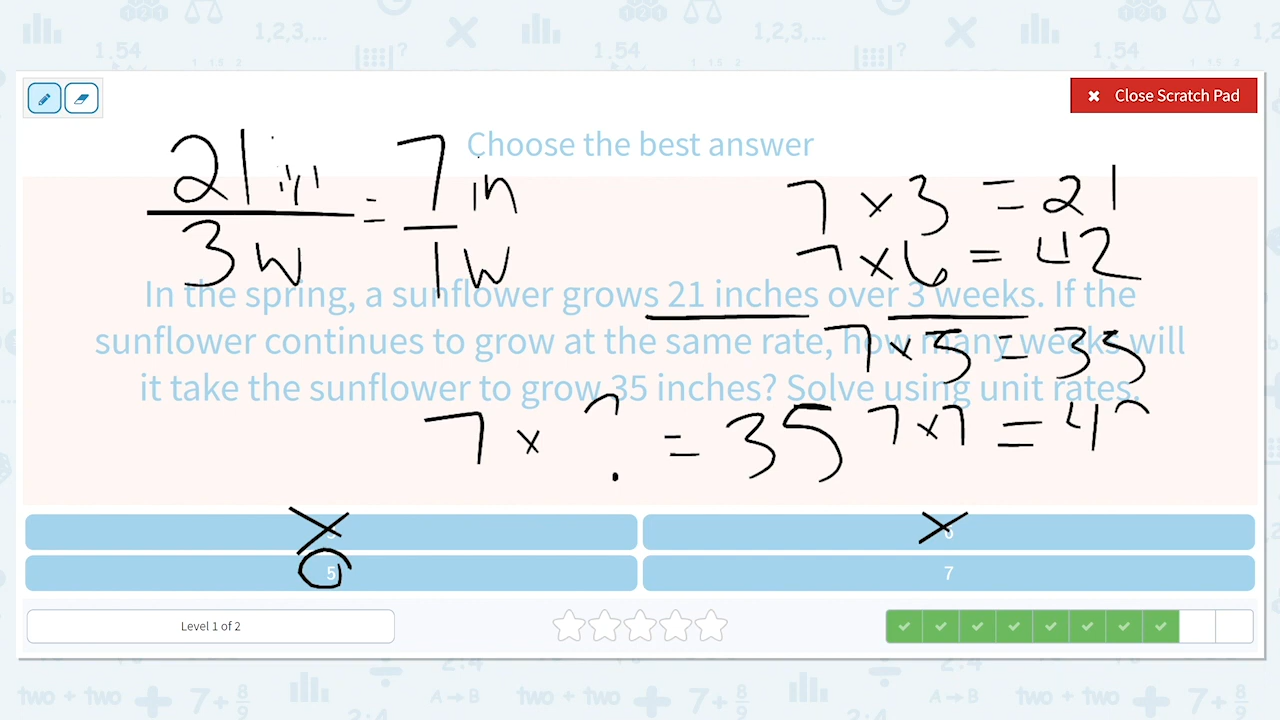 Close Scratch Pad
Choose the best answer
21 in = 7 in
3 w 1 w
7 × 3 = 21
7 × 6 = 42
In the spring, a sunflower grows 21 inches over 3 weeks. If the
sunflower continues to grow at the same rate, how many weeks will
it take the sunflower to grow 35 inches? Solve using unit rates.
7 × 5 = 35
7 × ? = 35
7 × 7 = 4
6
5
7
Level 1 of 2